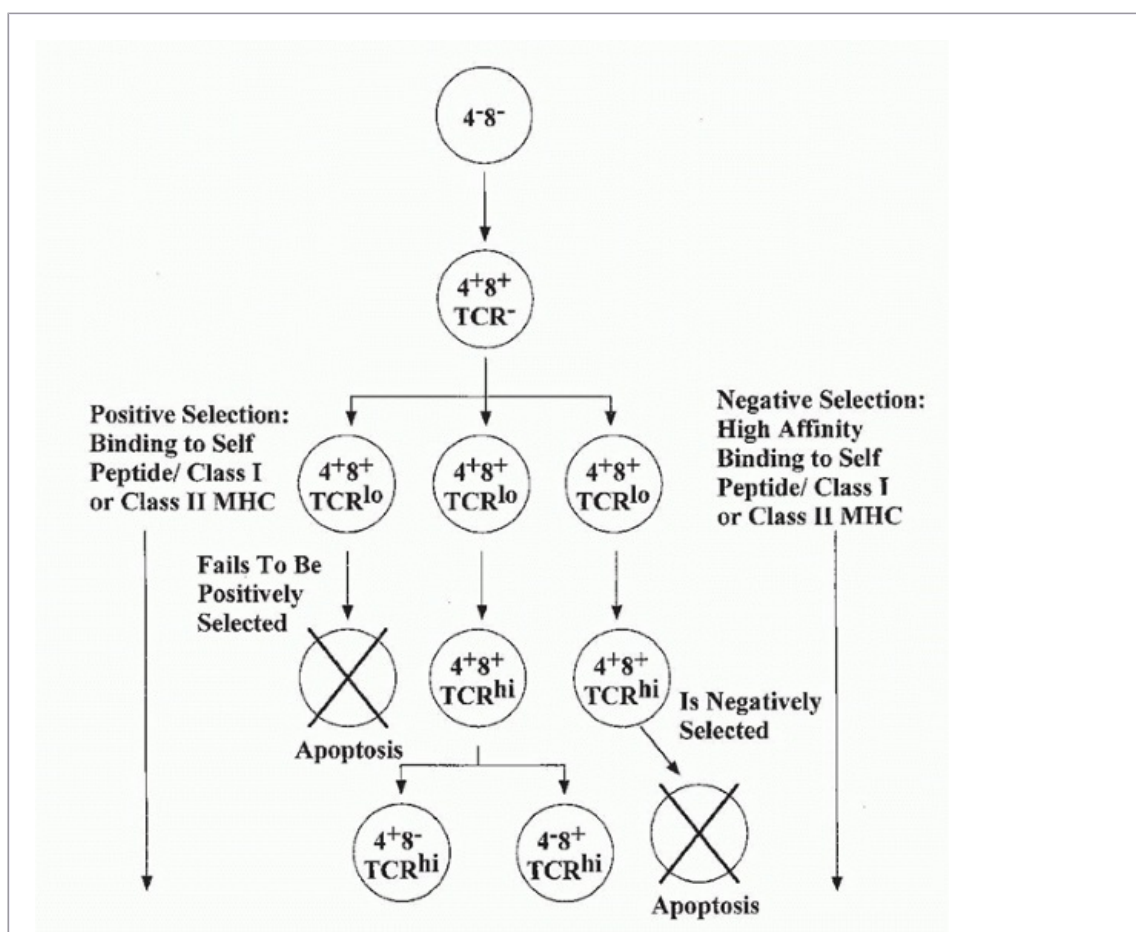 4⁻8⁻
4⁺8⁺
TCR⁻
Positive Selection:
Binding to Self
Peptide/ Class I
or Class II MHC
Negative Selection:
High Affinity
Binding to Self
Peptide/ Class I
or Class II MHC
4⁺8⁺
TCRlo
4⁺8⁺
TCRlo
4⁺8⁺
TCRlo
Fails To Be
Positively
Selected
Apoptosis
4⁺8⁺
TCRhi
4⁺8⁺
TCRhi
Is Negatively
Selected
4⁺8⁻
TCRhi
4⁻8⁺
TCRhi
Apoptosis